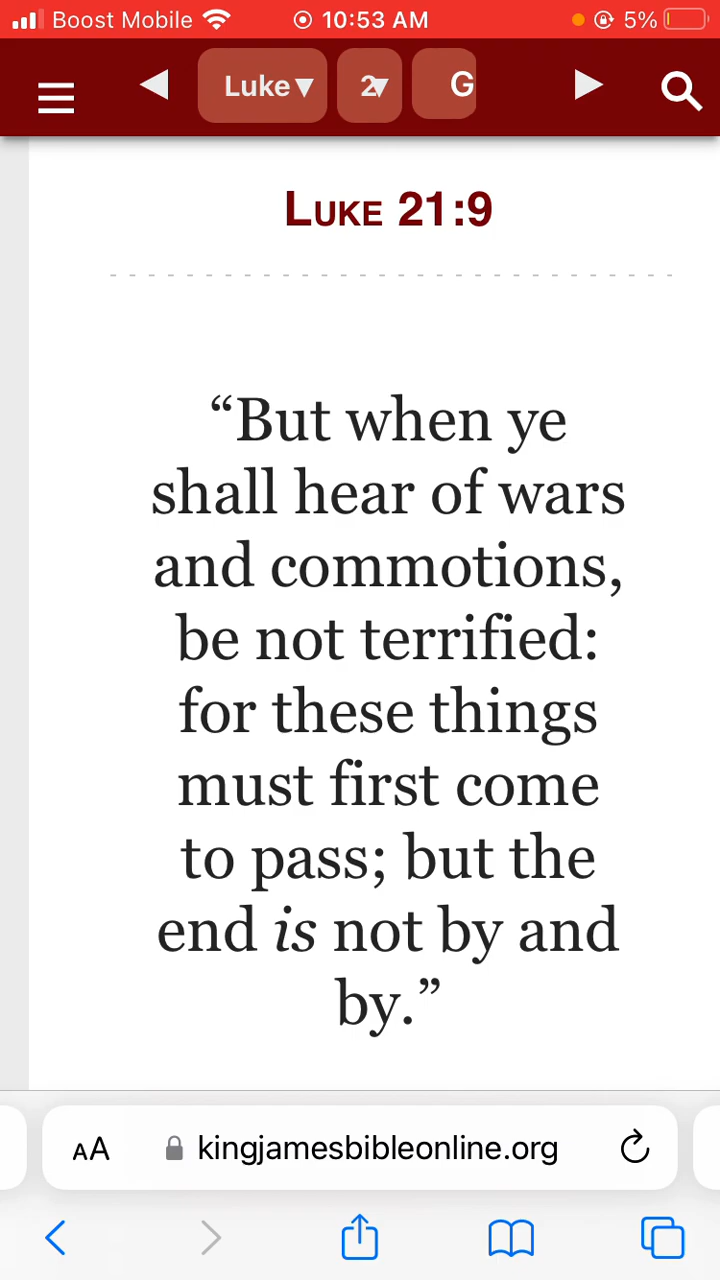 Boost Mobile 10:53 AM 5%
Luke▼ 2▼ G
LUKE 21:9
“But when ye
shall hear of wars
and commotions,
be not terrified:
for these things
must first come
to pass; but the
end is not by and
by.”
AA kingjamesbibleonline.org